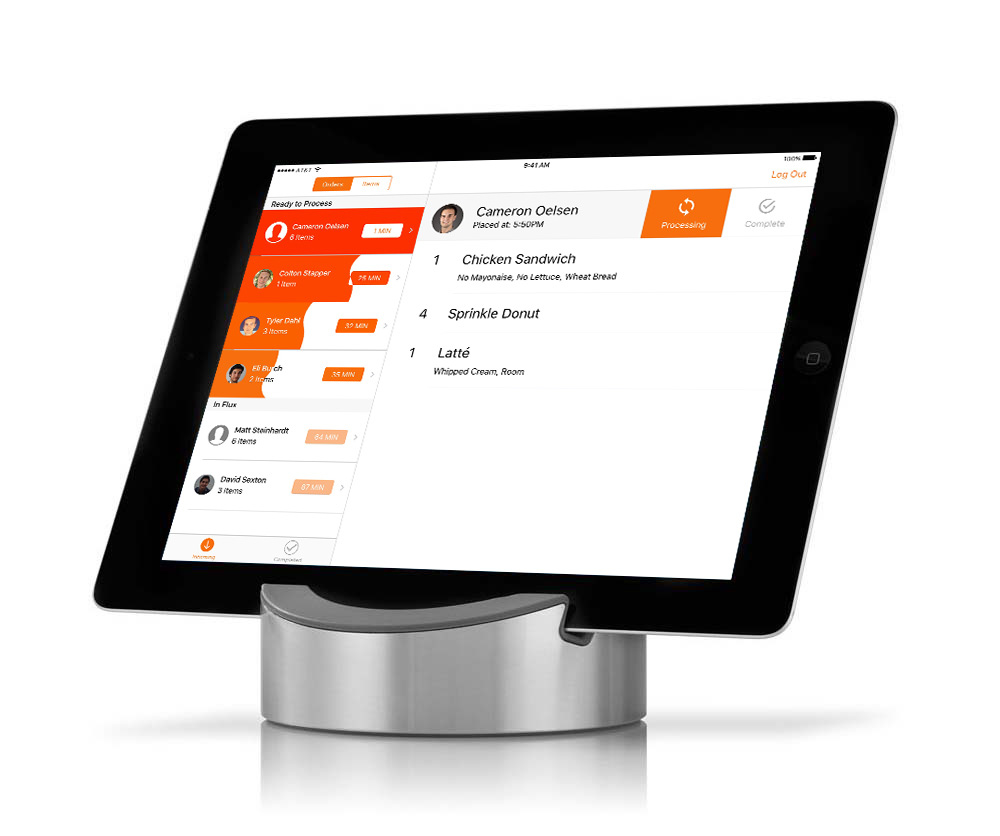 AT&T
9:41 AM
100%
Orders
Items
Log Out
Ready to Process
Cameron Oelsen
6 Items
1 MIN
Colton Stapper
1 Item
26 MIN
Tyler Dahl
3 Items
32 MIN
Eli Burch
2 Items
35 MIN
In Flux
Matt Steinhardt
6 Items
64 MIN
David Sexton
3 Items
67 MIN
Incoming
Completed
Cameron Oelsen
Placed at: 5:50PM
Processing
Complete
1 Chicken Sandwich
No Mayonaise, No Lettuce, Wheat Bread
4 Sprinkle Donut
1 Latté
Whipped Cream, Room